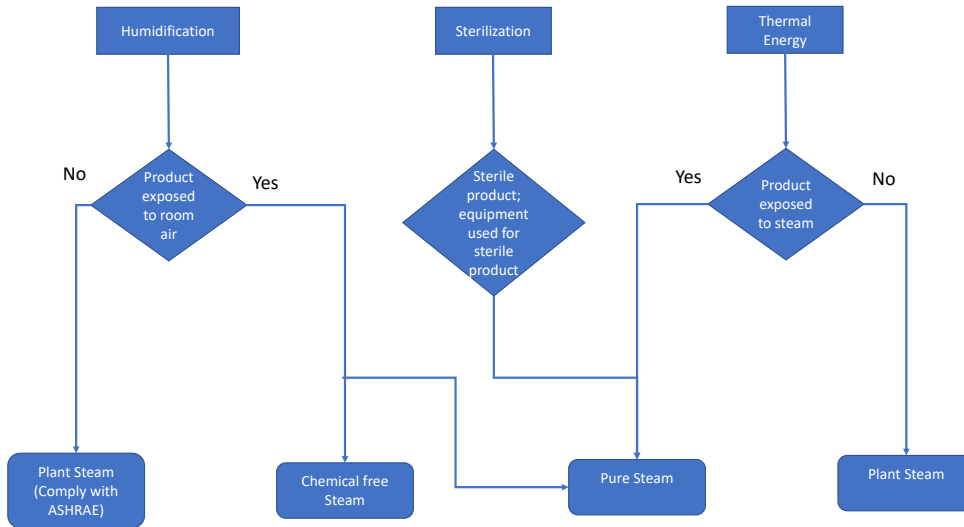 Humidification
Sterilization
Thermal
Energy
No
Product
exposed
to room
air
Yes
Sterile
product;
equipment
used for
sterile
product
Yes
Product
exposed
to steam
No
Plant Steam
(Comply with
ASHRAE)
Chemical free
Steam
Pure Steam
Plant Steam